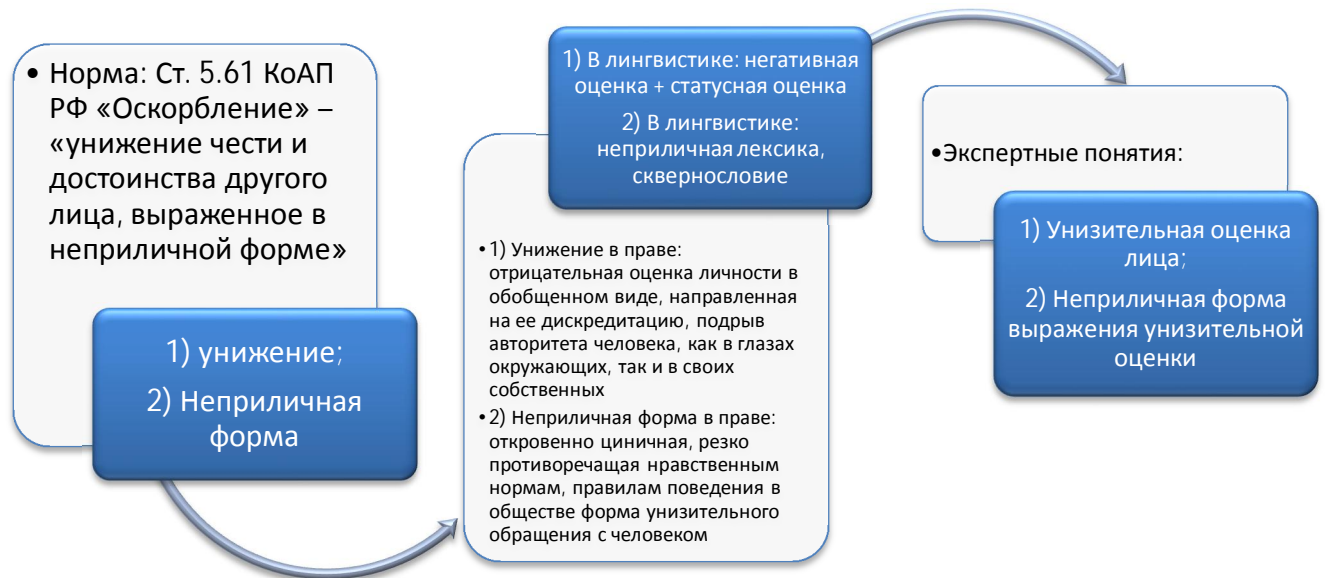 • Норма: Ст. 5.61 КоАП
РФ «Оскорбление» –
«унижение чести и
достоинства другого
лица, выраженное в
неприличной форме»
1) унижение;
2) Неприличная
форма
1) В лингвистике: негативная
оценка + статусная оценка
2) В лингвистике:
неприличная лексика,
сквернословие
• 1) Унижение в праве:
отрицательная оценка личности в
обобщенном виде, направленная
на ее дискредитацию, подрыв
авторитета человека, как в глазах
окружающих, так и в своих
собственных
• 2) Неприличная форма в праве:
откровенно циничная, резко
противоречащая нравственным
нормам, правилам поведения в
обществе форма унизительного
обращения с человеком
•Экспертные понятия:
1) Унизительная оценка
лица;
2) Неприличная форма
выражения унизительной
оценки